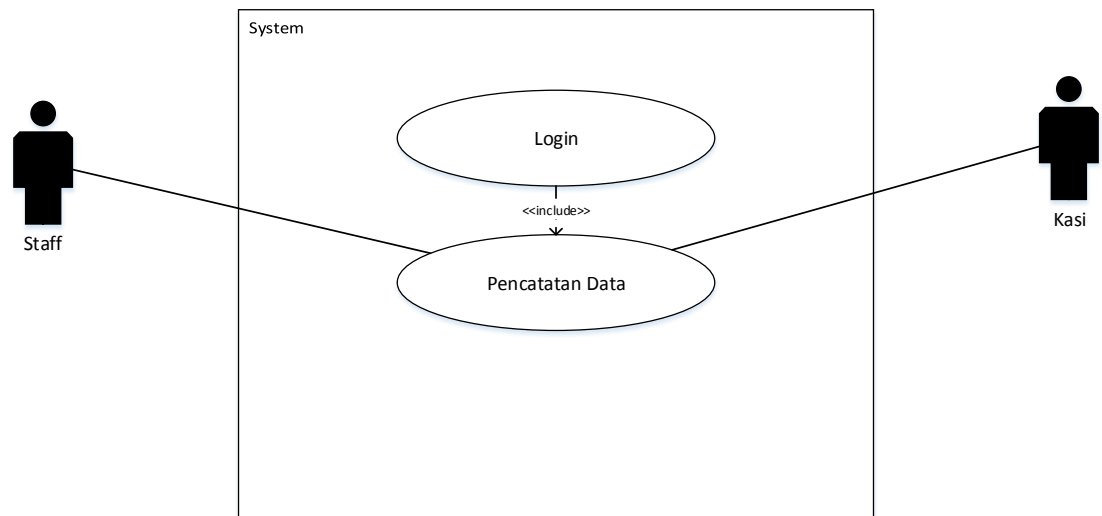 System
Login
<<include>>
Staff
Kasi
Pencatatan Data